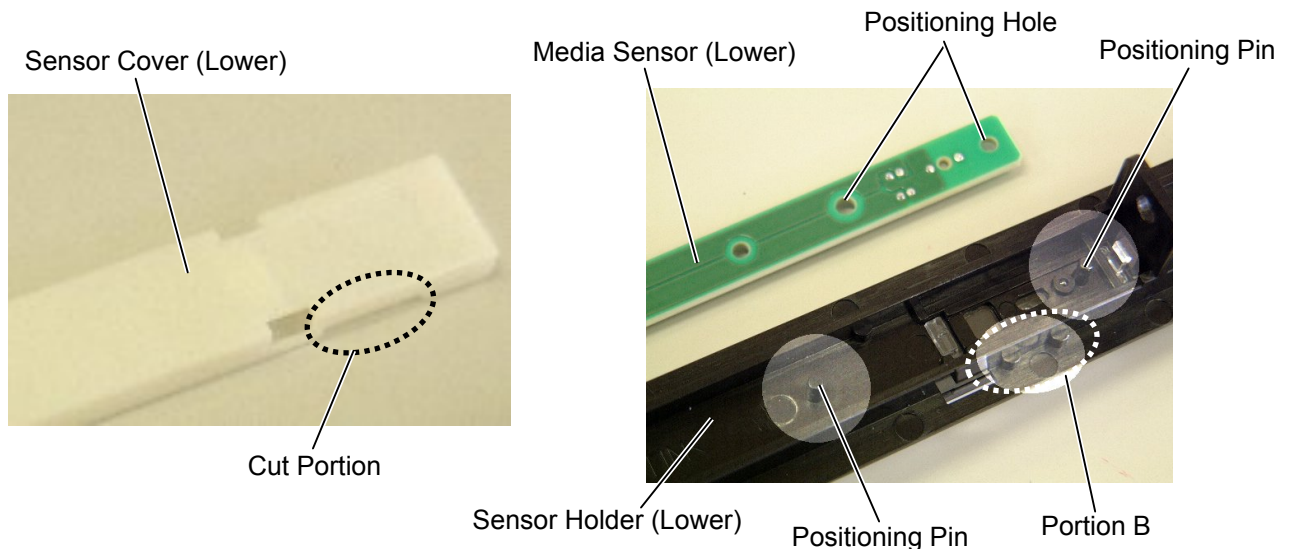 Positioning Hole
Sensor Cover (Lower)
Media Sensor (Lower)
Positioning Pin
Cut Portion
Sensor Holder (Lower)
Positioning Pin
Portion B